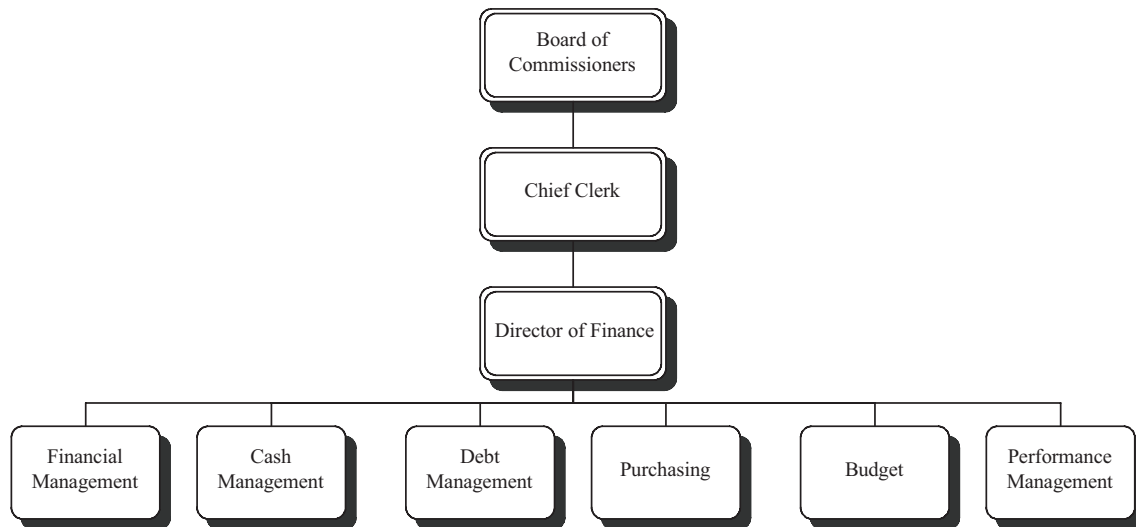 Board of
Commissioners
Chief Clerk
Director of Finance
Financial
Management
Cash
Management
Debt
Management
Purchasing
Budget
Performance
Management